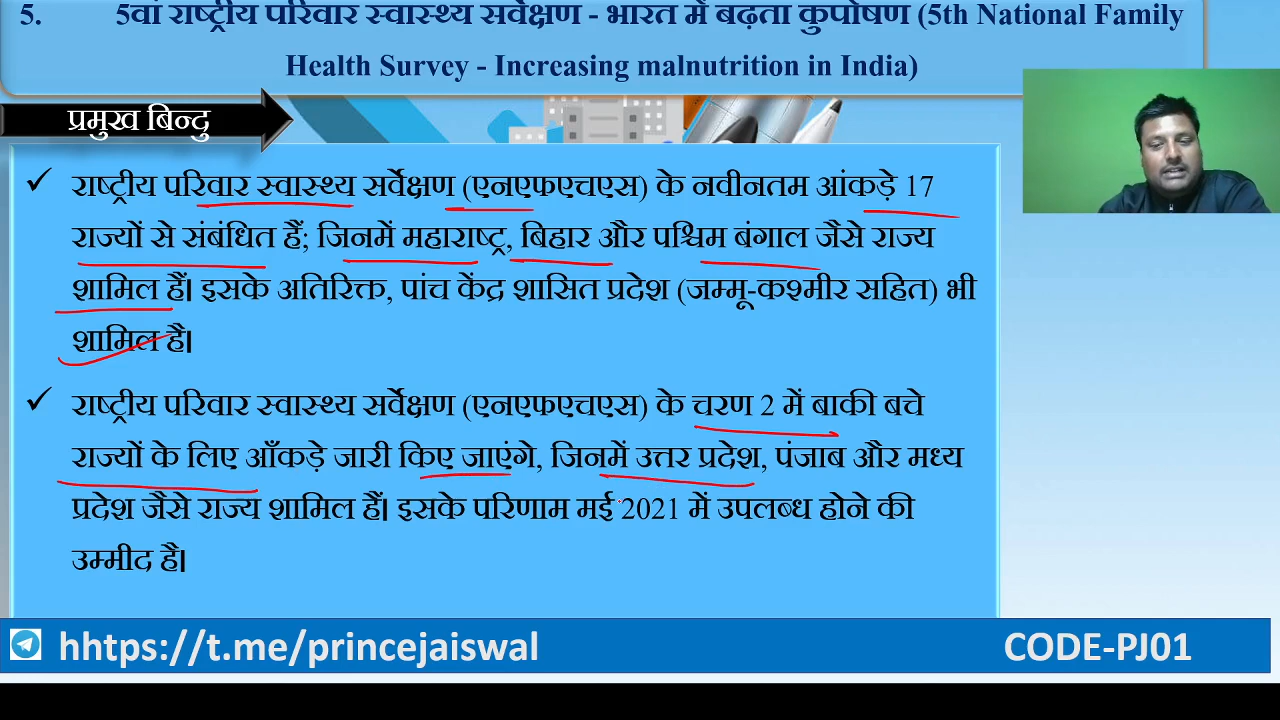 5. 5वां राष्ट्रीय परिवार स्वास्थ्य सर्वेक्षण - भारत में बढ़ता कुपोषण (5th National Family
Health Survey - Increasing malnutrition in India)
प्रमुख बिन्दु
✓ राष्ट्रीय परिवार स्वास्थ्य सर्वेक्षण (एनएफएचएस) के नवीनतम आंकड़े 17
राज्यों से संबंधित हैं; जिनमें महाराष्ट्र, बिहार और पश्चिम बंगाल जैसे राज्य
शामिल हैं। इसके अतिरिक्त, पांच केंद्र शासित प्रदेश (जम्मू-कश्मीर सहित) भी
शामिल है।
✓ राष्ट्रीय परिवार स्वास्थ्य सर्वेक्षण (एनएफएचएस) के चरण 2 में बाकी बचे
राज्यों के लिए आँकड़े जारी किए जाएंगे, जिनमें उत्तर प्रदेश, पंजाब और मध्य
प्रदेश जैसे राज्य शामिल हैं। इसके परिणाम मई 2021 में उपलब्ध होने की
उम्मीद है।
hhtps://t.me/princejaiswal CODE-PJ01